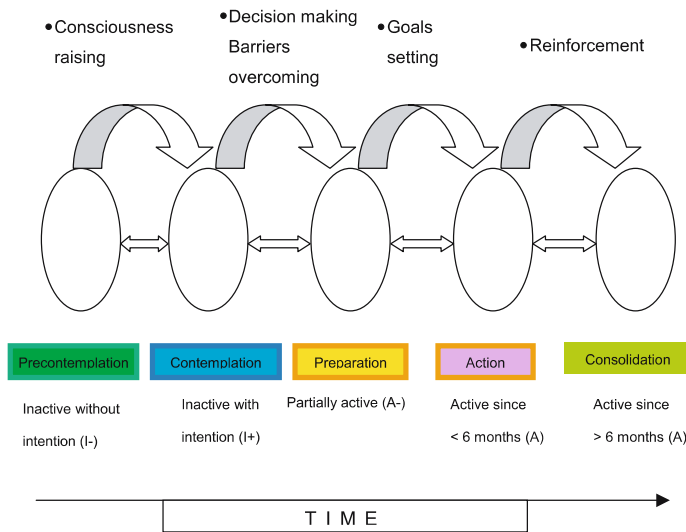 •Consciousness
raising
•Decision making
Barriers
overcoming
•Goals
setting
•Reinforcement
Precontemplation
Contemplation
Preparation
Action
Consolidation
Inactive without
intention (I-)
Inactive with
intention (I+)
Partially active (A-)
Active since
< 6 months (A)
Active since
> 6 months (A)
TIME